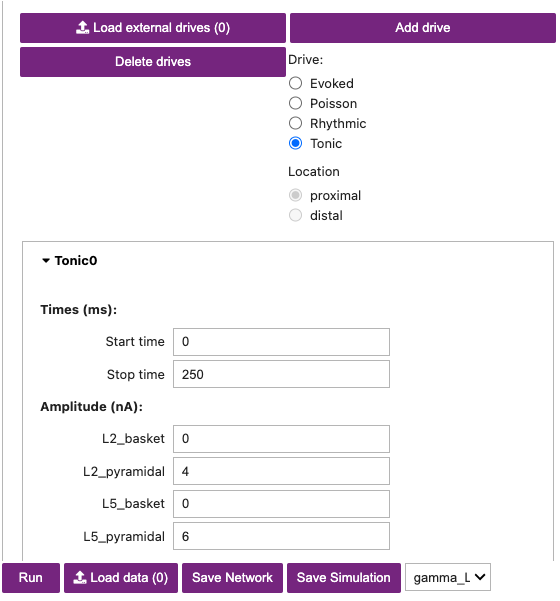 Load external drives (0)
Add drive
Delete drives
Drive:
Evoked
Poisson
Rhythmic
Tonic
Location
proximal
distal
Tonic0
Times (ms):
Start time 0
Stop time 250
Amplitude (nA):
L2_basket 0
L2_pyramidal 4
L5_basket 0
L5_pyramidal 6
Run Load data (0) Save Network Save Simulation gamma_L